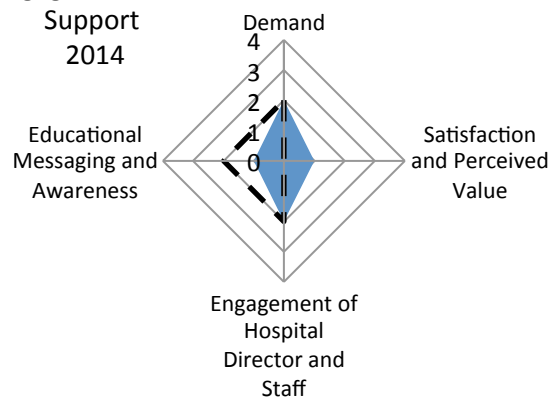 Support
2014
Demand
4
3
2
1
0
Educational
Messaging and
Awareness
Satisfaction
and Perceived
Value
Engagement of
Hospital
Director and
Staff